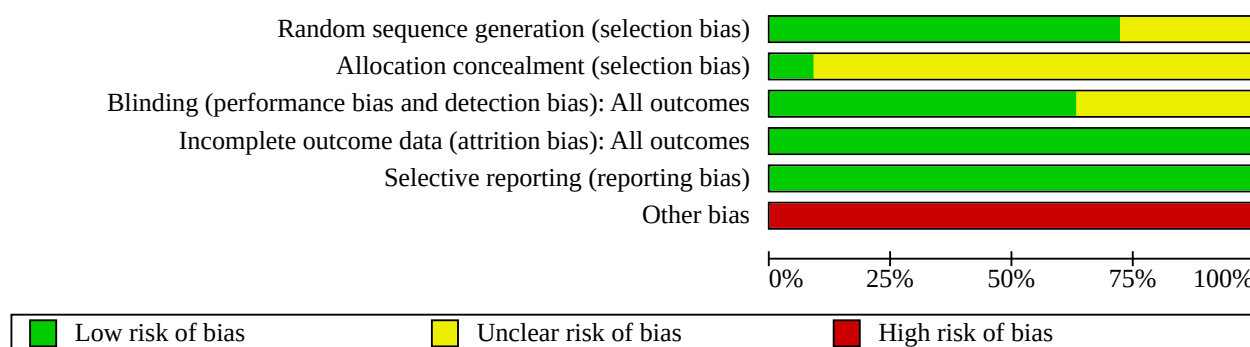 Random sequence generation (selection bias)
Allocation concealment (selection bias)
Blinding (performance bias and detection bias): All outcomes
Incomplete outcome data (attrition bias): All outcomes
Selective reporting (reporting bias)
Other bias
0% 25% 50% 75% 100%
Low risk of bias Unclear risk of bias High risk of bias